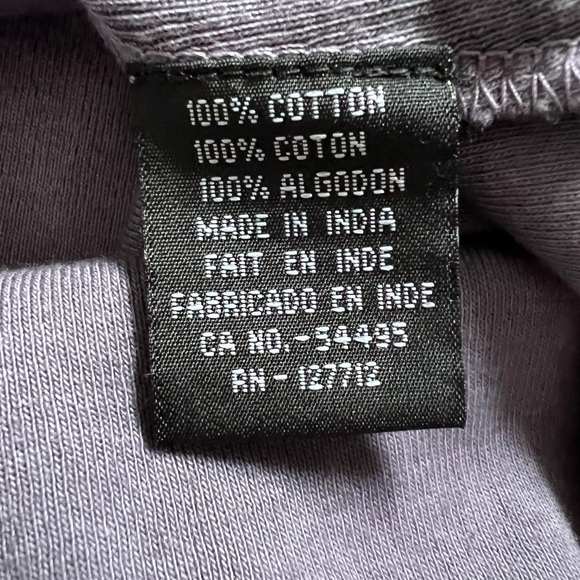 100% COTTON
100% COTON
100% ALGODON
MADE IN INDIA
FAIT EN INDE
FABRICADO EN INDE
CA NO.-54495
RN-127712